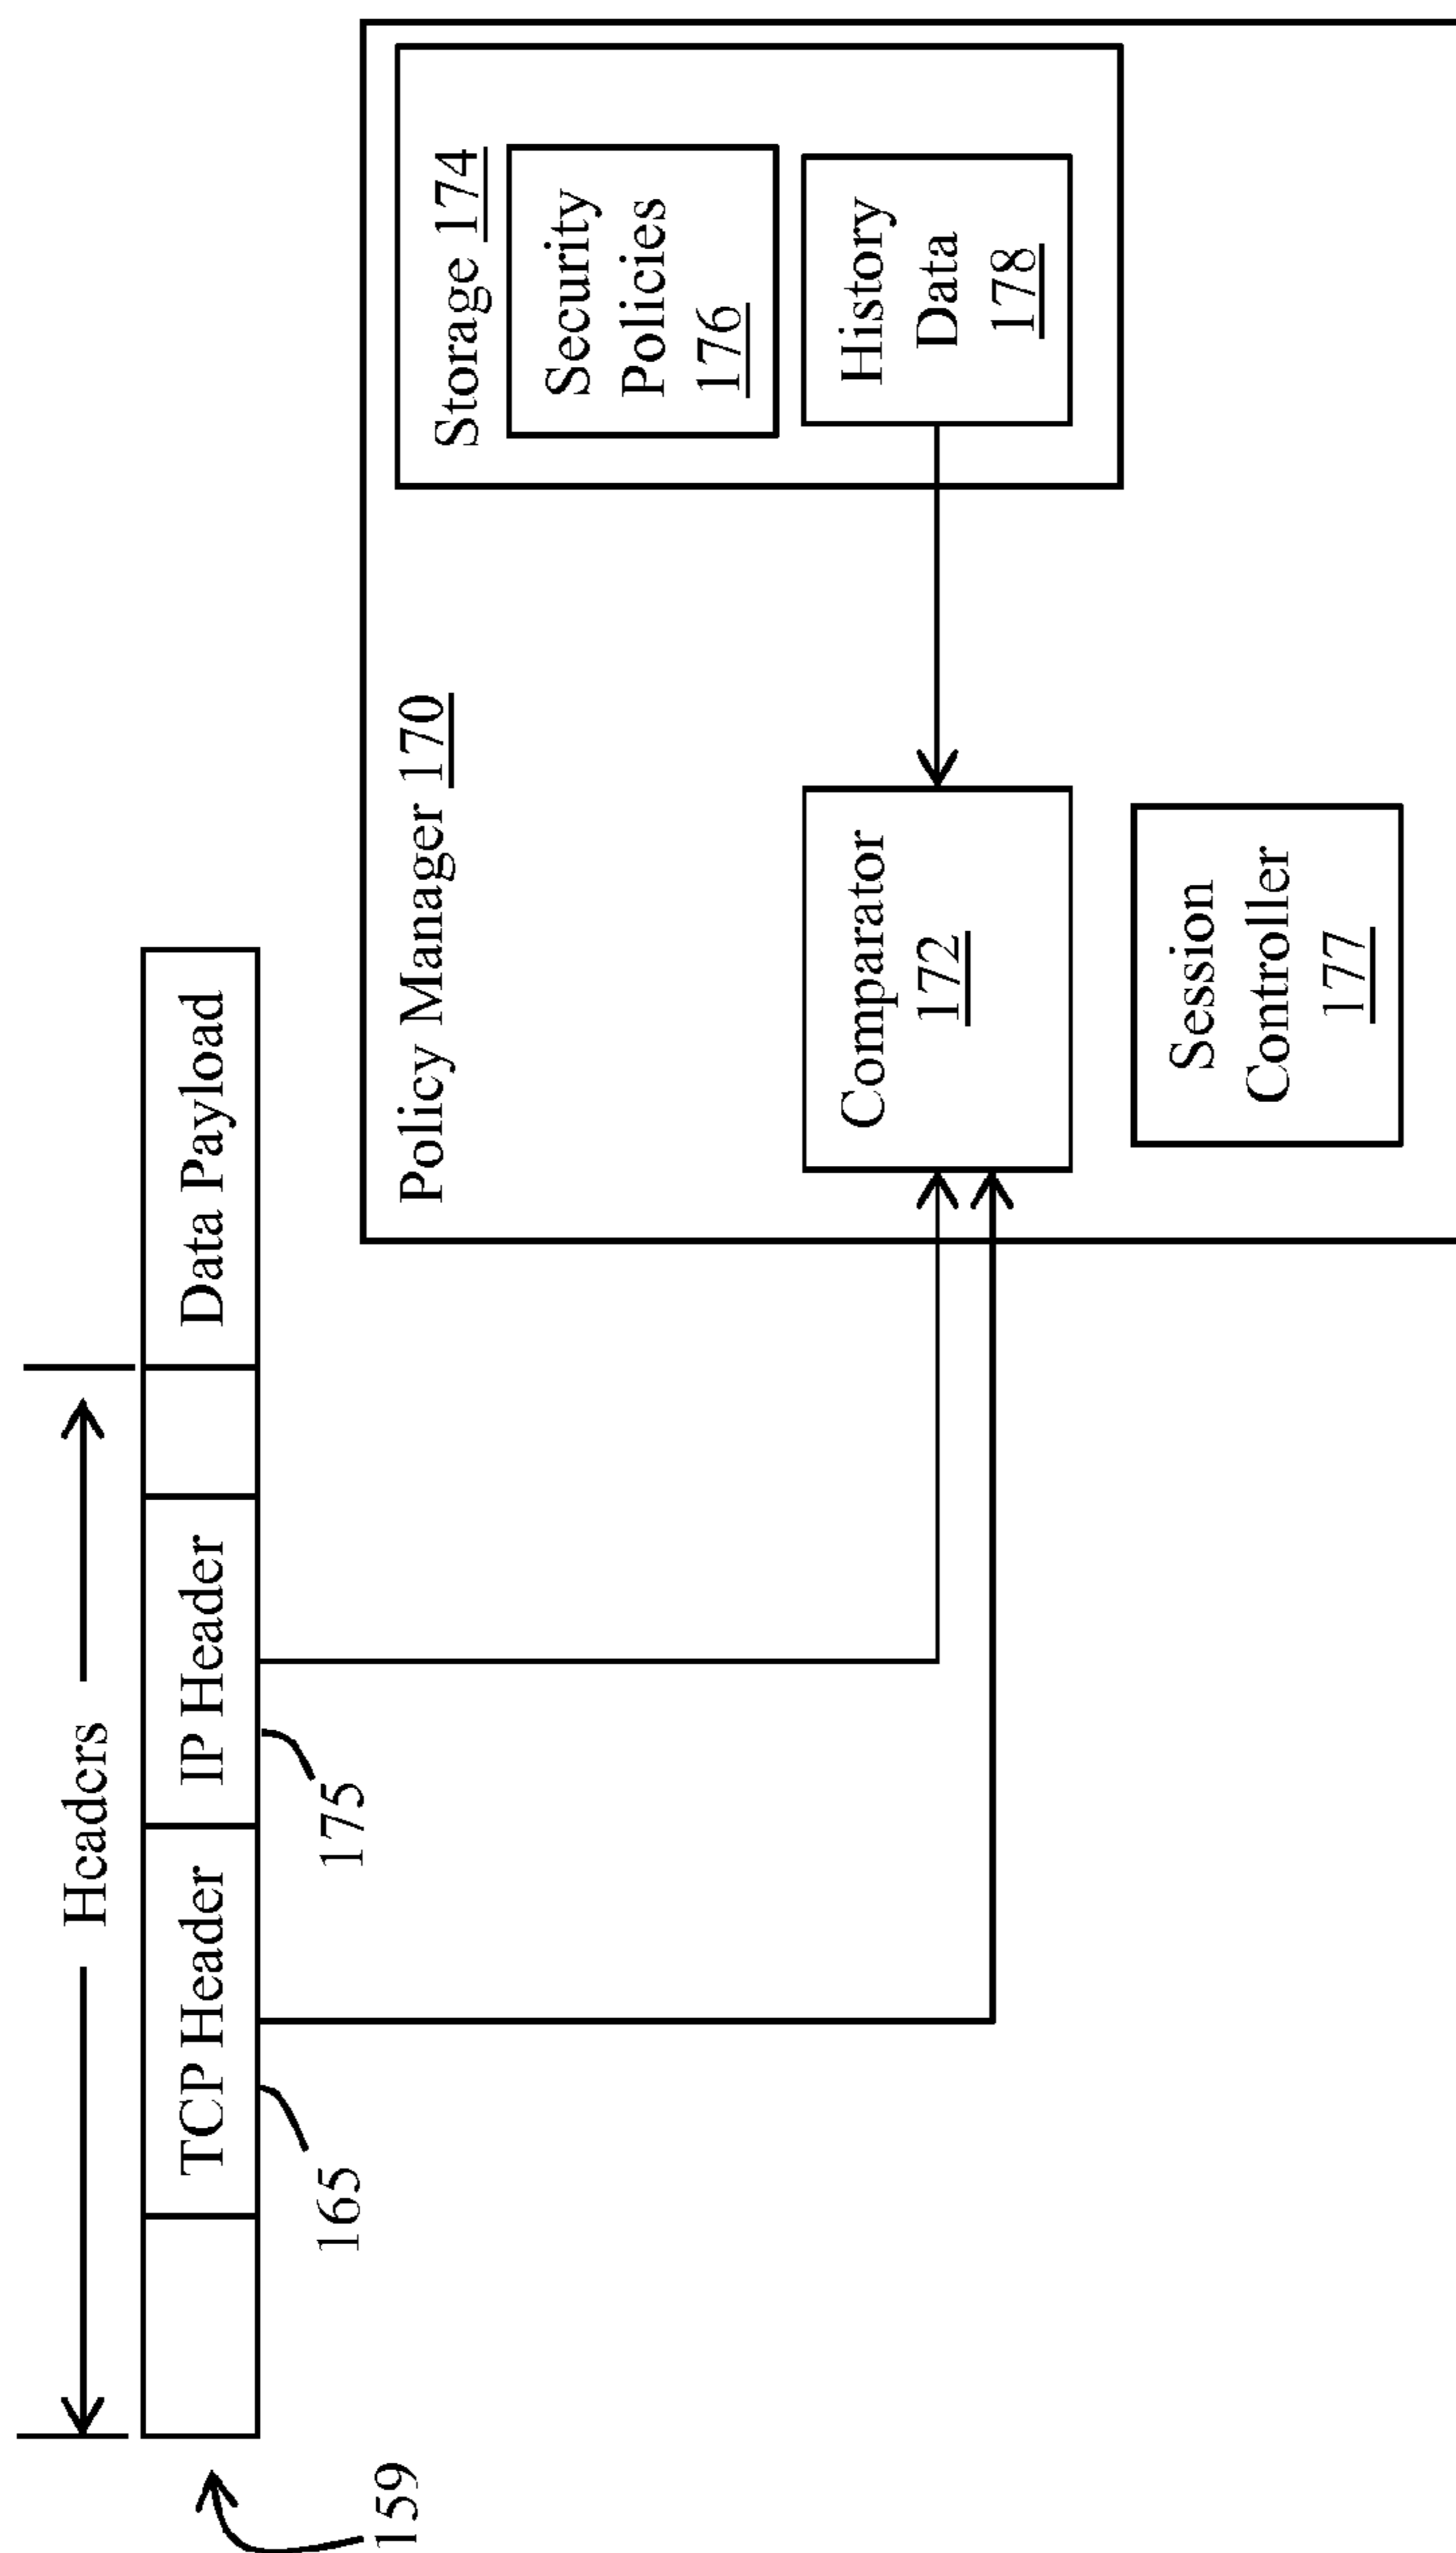 Headers
TCP Header
IP Header
Data Payload
159
165
175
Policy Manager 170
Storage 174
Security
Policies
176
History
Data
178
Comparator
172
Session
Controller
177